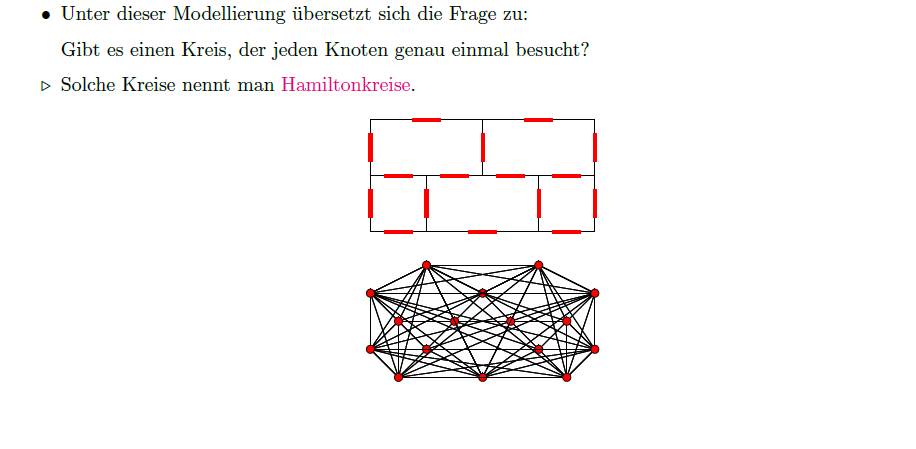 • Unter dieser Modellierung übersetzt sich die Frage zu:
Gibt es einen Kreis, der jeden Knoten genau einmal besucht?
▷ Solche Kreise nennt man Hamiltonkreise.